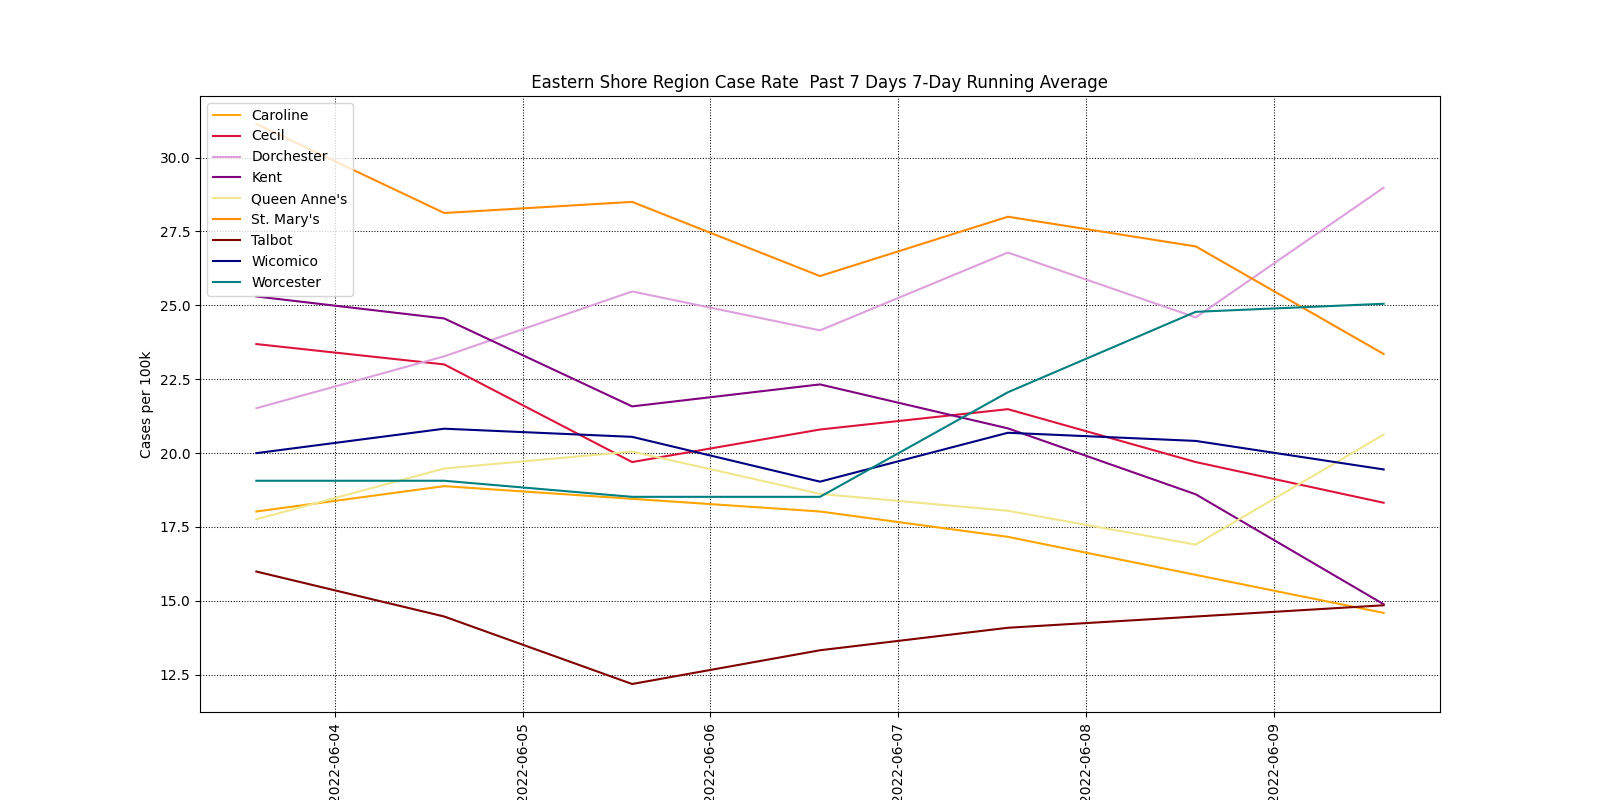 Eastern Shore Region Case Rate  Past 7 Days 7-Day Running Average
Caroline
Cecil
Dorchester
Kent
Queen Anne's
St. Mary's
Talbot
Wicomico
Worcester
30.0
27.5
25.0
22.5
20.0
17.5
15.0
12.5
Cases per 100k
2022-06-04
2022-06-05
2022-06-06
2022-06-07
2022-06-08
2022-06-09